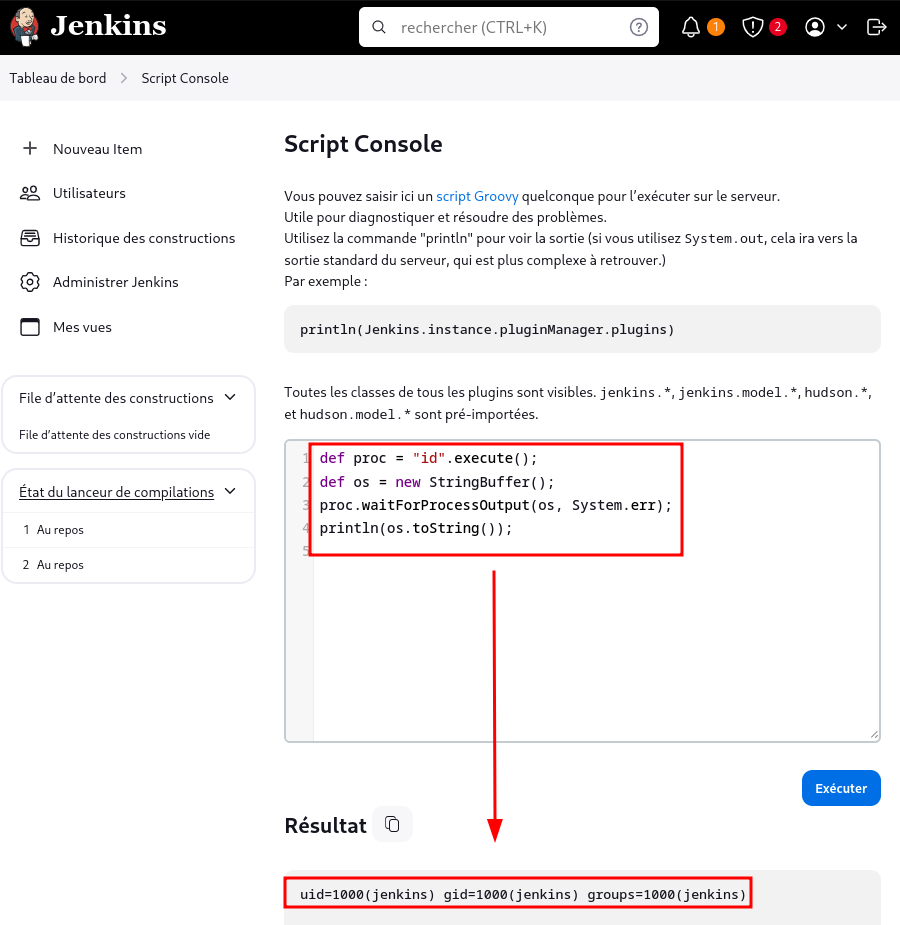 Jenkins
rechercher (CTRL+K)
1
2
Tableau de bord
Script Console
Nouveau Item
Utilisateurs
Historique des constructions
Administrer Jenkins
Mes vues
File d’attente des constructions
File d’attente des constructions vide
État du lanceur de compilations
1 Au repos
2 Au repos
Script Console
Vous pouvez saisir ici un script Groovy quelconque pour l’exécuter sur le serveur.
Utile pour diagnostiquer et résoudre des problèmes.
Utilisez la commande "println" pour voir la sortie (si vous utilisez System.out, cela ira vers la
sortie standard du serveur, qui est plus complexe à retrouver.)
Par exemple :
println(Jenkins.instance.pluginManager.plugins)
Toutes les classes de tous les plugins sont visibles. jenkins.*, jenkins.model.*, hudson.*,
et hudson.model.* sont pré-importées.
1 def proc = "id".execute();
2 def os = new StringBuffer();
3 proc.waitForProcessOutput(os, System.err);
4 println(os.toString());
5
Exécuter
Résultat
uid=1000(jenkins) gid=1000(jenkins) groups=1000(jenkins)